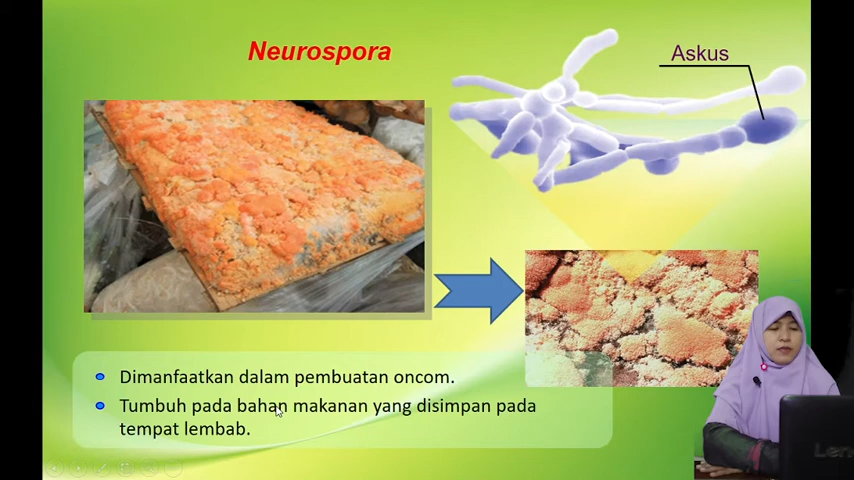 Neurospora
Askus
Dimanfaatkan dalam pembuatan oncom.
Tumbuh pada bahan makanan yang disimpan pada
tempat lembab.